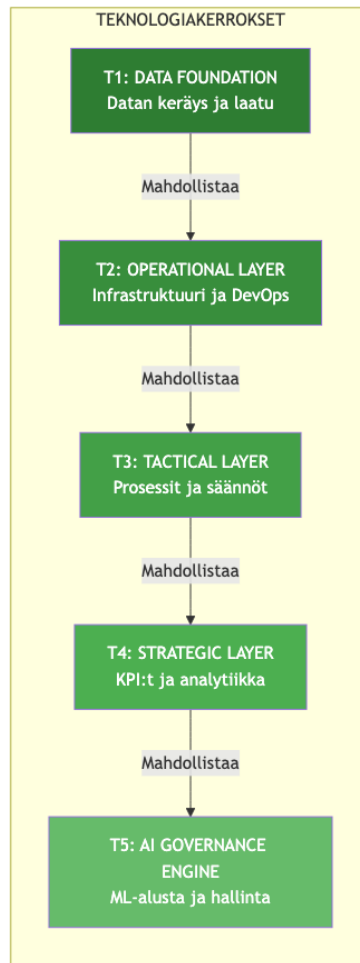 TEKNOLOGIAKERROKSET
T1: DATA FOUNDATION
Datan keräys ja laatu
Mahdollistaa
T2: OPERATIONAL LAYER
Infrastruktuuri ja DevOps
Mahdollistaa
T3: TACTICAL LAYER
Prosessit ja säännöt
Mahdollistaa
T4: STRATEGIC LAYER
KPI:t ja analytiikka
Mahdollistaa
T5: AI GOVERNANCE
ENGINE
ML-alusta ja hallinta